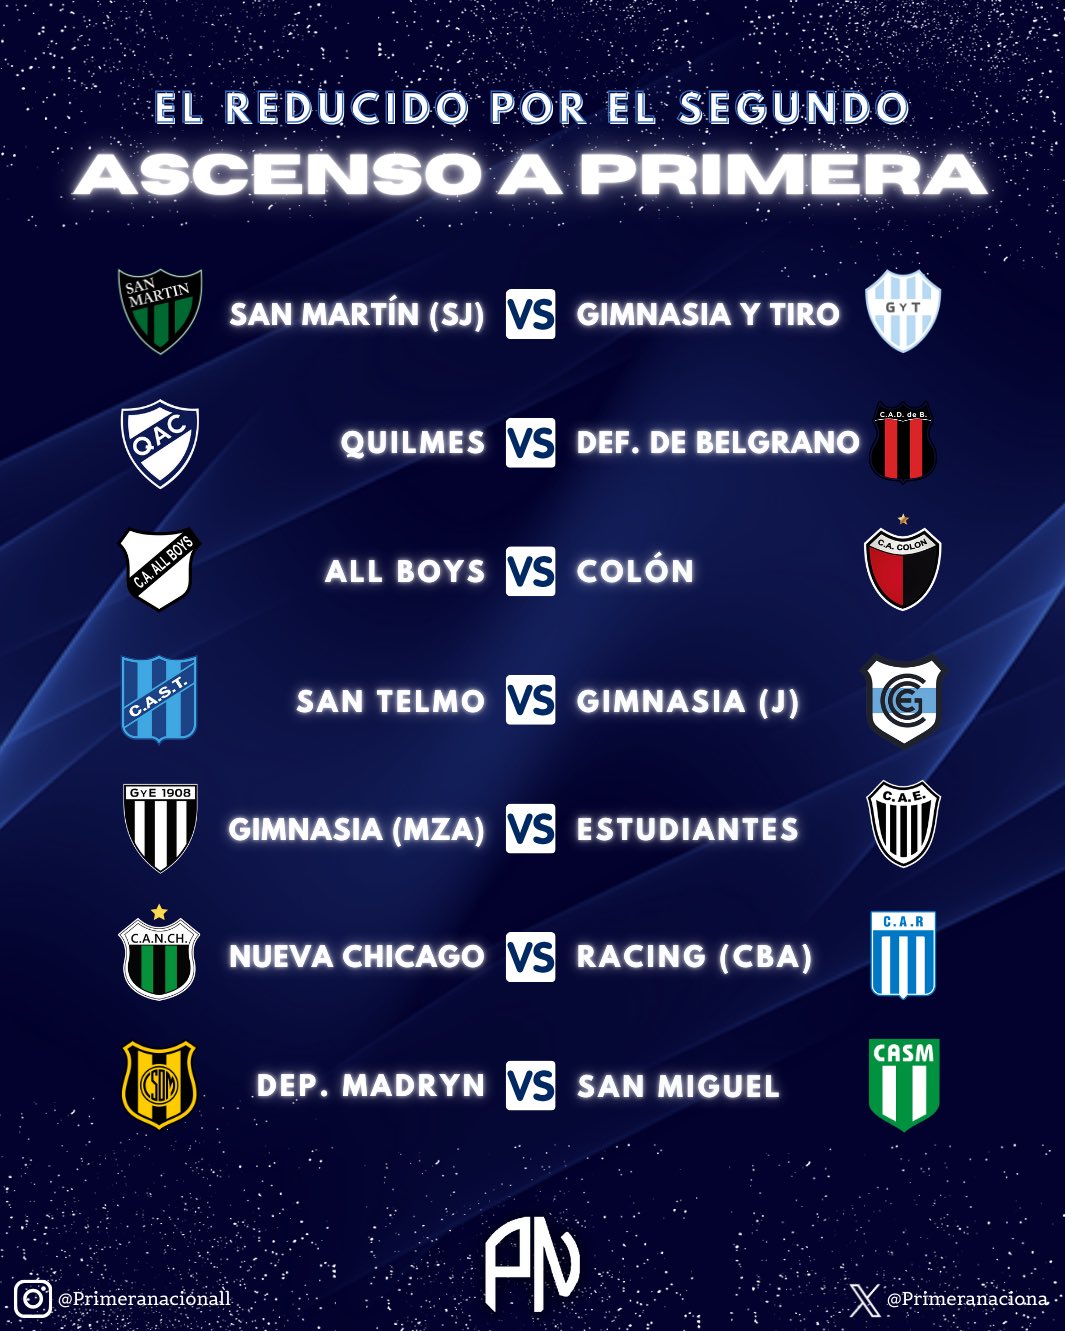 EL REDUCIDO POR EL SEGUNDO
ASCENSO A PRIMERA
SAN MARTIN SAN MARTÍN (SJ) VS GIMNASIA Y TIRO G Y T
QAC QUILMES VS DEF. DE BELGRANO C.A.D. de B.
C.A. ALL BOYS ALL BOYS VS COLÓN C.A. COLON
C.A.S.T. SAN TELMO VS GIMNASIA (J) CGE
GYE 1908 GIMNASIA (MZA) VS ESTUDIANTES C.A.E.
C.A.N.CH. NUEVA CHICAGO VS RACING (CBA) C.A.R
CSDM DEP. MADRYN VS SAN MIGUEL CASM
PN
@Primeranacionall @Primeranaciona